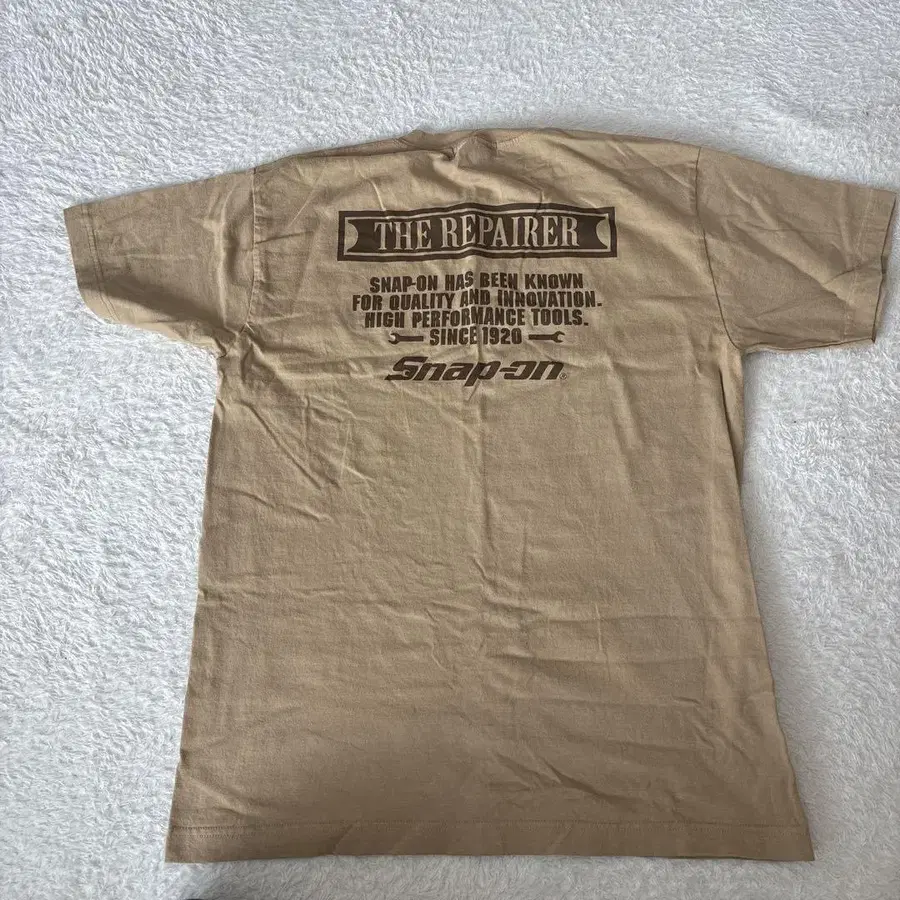 THE REPAIRER
SNAP-ON HAS BEEN KNOWN
FOR QUALITY AND INNOVATION.
HIGH PERFORMANCE TOOLS.
SINCE 1920
Snap-on®